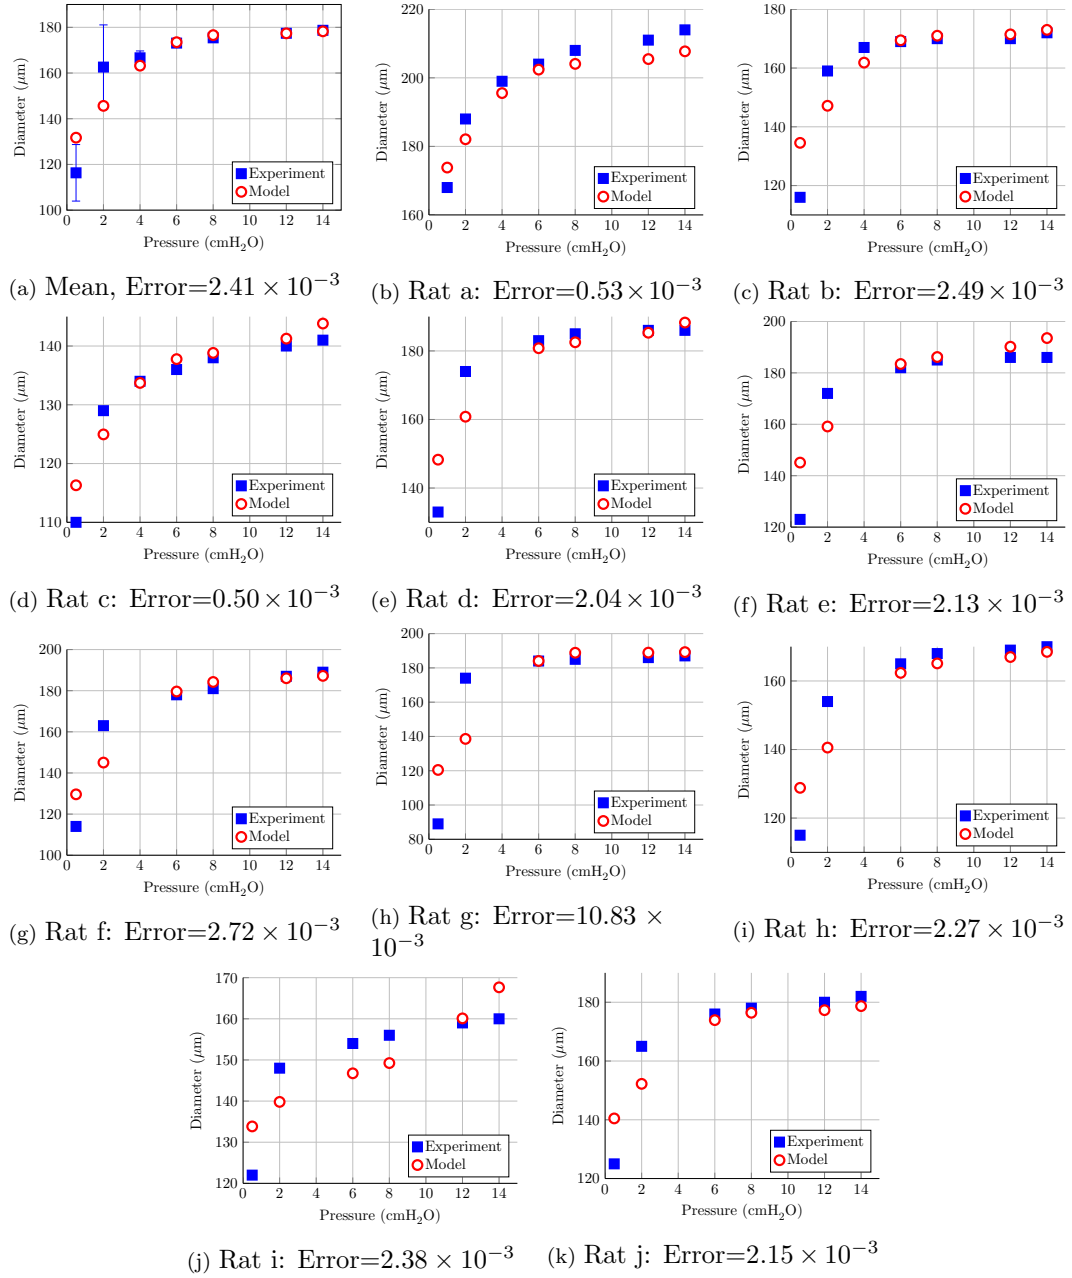 180
160
140
120
100
Diameter (μm)
0 2 4 6 8 10 12 14
Pressure (cmH₂O)
Experiment
Model
(a) Mean, Error=2.41 × 10⁻³
220
200
180
160
Diameter (μm)
0 2 4 6 8 10 12 14
Pressure (cmH₂O)
Experiment
Model
(b) Rat a: Error=0.53 × 10⁻³
180
160
140
120
Diameter (μm)
0 2 4 6 8 10 12 14
Pressure (cmH₂O)
Experiment
Model
(c) Rat b: Error=2.49 × 10⁻³
140
130
120
110
Diameter (μm)
0 2 4 6 8 10 12 14
Pressure (cmH₂O)
Experiment
Model
(d) Rat c: Error=0.50 × 10⁻³
180
160
140
Diameter (μm)
0 2 4 6 8 10 12 14
Pressure (cmH₂O)
Experiment
Model
(e) Rat d: Error=2.04 × 10⁻³
200
180
160
140
120
Diameter (μm)
0 2 4 6 8 10 12 14
Pressure (cmH₂O)
Experiment
Model
(f) Rat e: Error=2.13 × 10⁻³
200
180
160
140
120
100
Diameter (μm)
0 2 4 6 8 10 12 14
Pressure (cmH₂O)
Experiment
Model
(g) Rat f: Error=2.72 × 10⁻³
200
180
160
140
120
100
80
Diameter (μm)
0 2 4 6 8 10 12 14
Pressure (cmH₂O)
Experiment
Model
(h) Rat g: Error=10.83 ×
10⁻³
160
140
120
Diameter (μm)
0 2 4 6 8 10 12 14
Pressure (cmH₂O)
Experiment
Model
(i) Rat h: Error=2.27 × 10⁻³
170
160
150
140
130
120
Diameter (μm)
0 2 4 6 8 10 12 14
Pressure (cmH₂O)
Experiment
Model
(j) Rat i: Error=2.38 × 10⁻³
180
160
140
120
Diameter (μm)
0 2 4 6 8 10 12 14
Pressure (cmH₂O)
Experiment
Model
(k) Rat j: Error=2.15 × 10⁻³